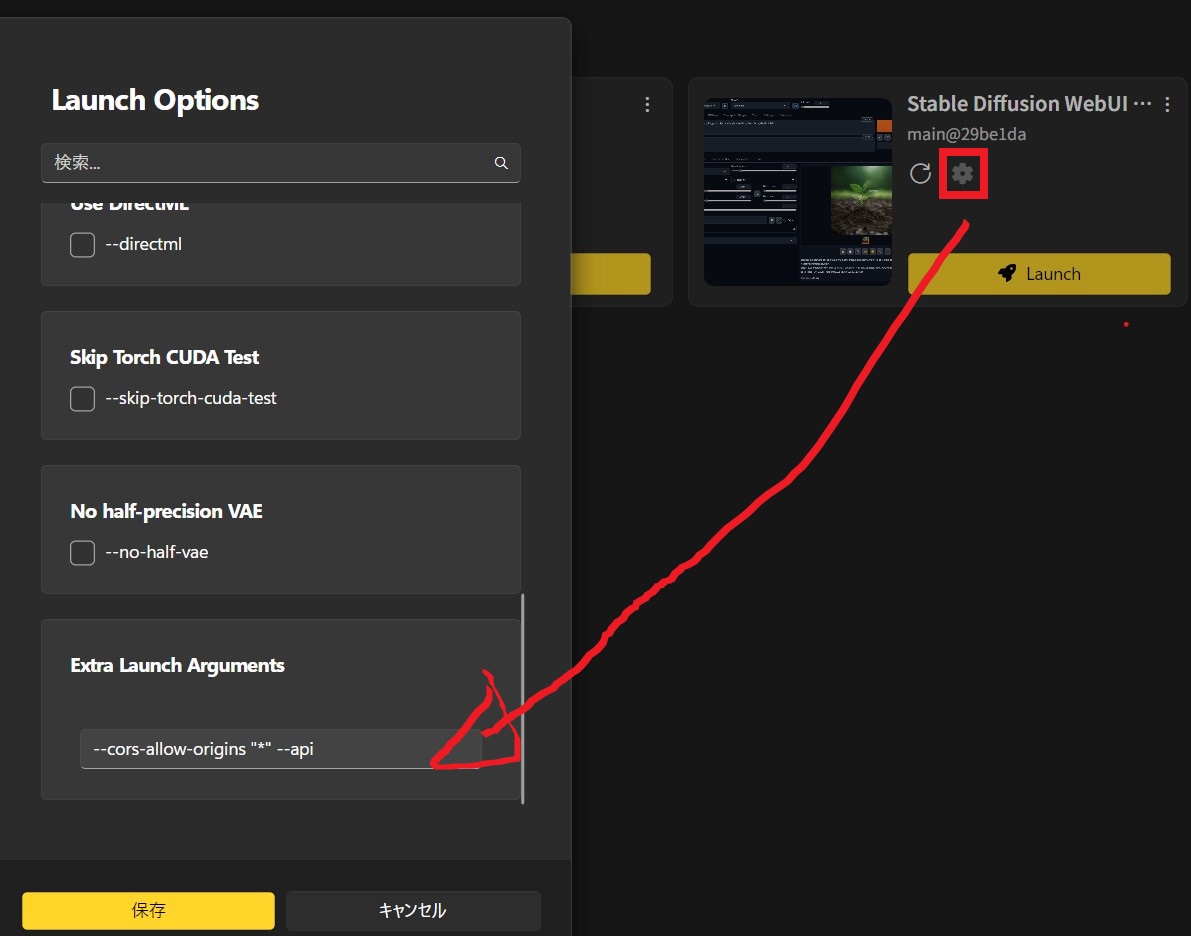 Launch Options
検索...
Use DirectML
--directml
Skip Torch CUDA Test
--skip-torch-cuda-test
No half-precision VAE
--no-half-vae
Extra Launch Arguments
--cors-allow-origins "*" --api
保存
キャンセル
Stable Diffusion WebUI ···
main@29be1da
Launch